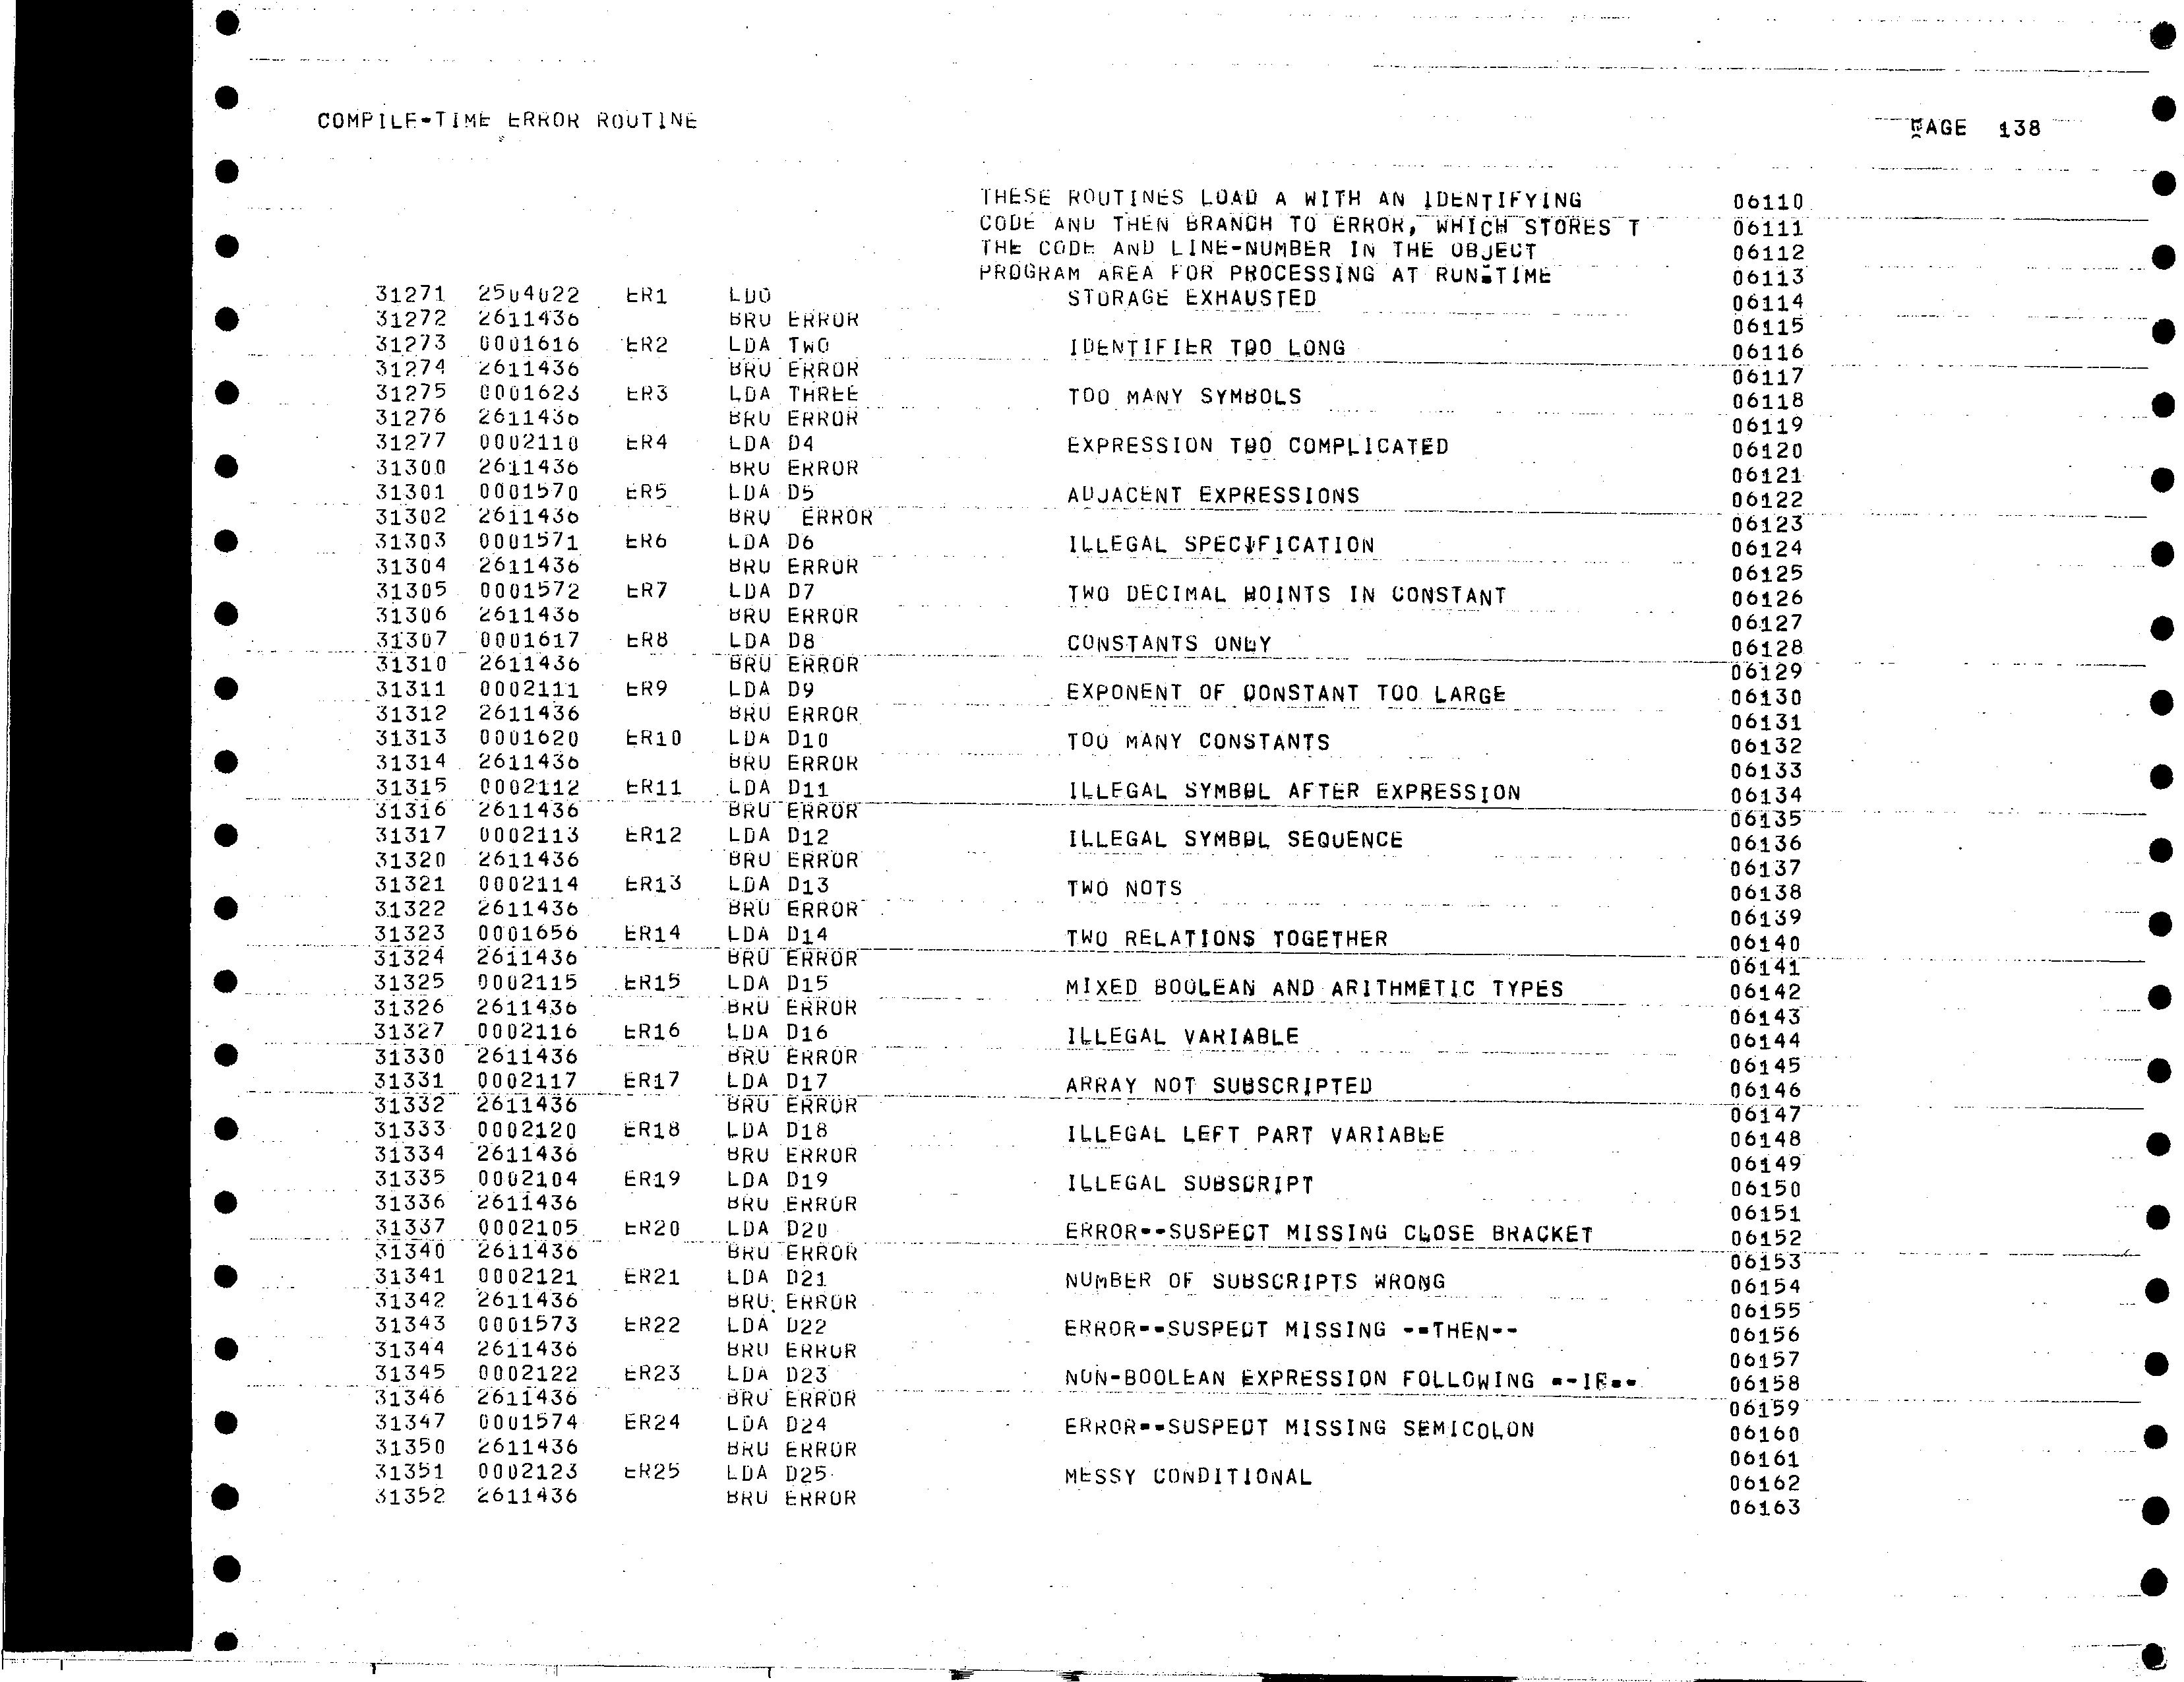 COMPILE-TIME ERROR ROUTINE PAGE 138
THESE ROUTINES LOAD A WITH AN IDENTIFYING 06110
CODE AND THEN BRANCH TO ERROR, WHICH STORES T 06111
THE CODE AND LINE-NUMBER IN THE OBJECT 06112
PROGRAM AREA FOR PROCESSING AT RUN-TIME 06113
31271 2504022 ER1 LDO STORAGE EXHAUSTED 06114
31272 2611436 BRU ERROR 06115
31273 0001616 ER2 LDA TWO IDENTIFIER TOO LONG 06116
31274 2611436 BRU ERROR 06117
31275 0001623 ER3 LDA THREE TOO MANY SYMBOLS 06118
31276 2611436 BRU ERROR 06119
31277 0002110 ER4 LDA D4 EXPRESSION TOO COMPLICATED 06120
31300 2611436 BRU ERROR 06121
31301 0001570 ER5 LDA D5 ADJACENT EXPRESSIONS 06122
31302 2611436 BRU ERROR 06123
31303 0001571 ER6 LDA D6 ILLEGAL SPECIFICATION 06124
31304 2611436 BRU ERROR 06125
31305 0001572 ER7 LDA D7 TWO DECIMAL POINTS IN CONSTANT 06126
31306 2611436 BRU ERROR 06127
31307 0001617 ER8 LDA D8 CONSTANTS ONLY 06128
31310 2611436 BRU ERROR 06129
31311 0002111 ER9 LDA D9 EXPONENT OF CONSTANT TOO LARGE 06130
31312 2611436 BRU ERROR 06131
31313 0001620 ER10 LDA D10 TOO MANY CONSTANTS 06132
31314 2611436 BRU ERROR 06133
31315 0002112 ER11 LDA D11 ILLEGAL SYMBOL AFTER EXPRESSION 06134
31316 2611436 BRU ERROR 06135
31317 0002113 ER12 LDA D12 ILLEGAL SYMBOL SEQUENCE 06136
31320 2611436 BRU ERROR 06137
31321 0002114 ER13 LDA D13 TWO NOTS 06138
31322 2611436 BRU ERROR 06139
31323 0001656 ER14 LDA D14 TWO RELATIONS TOGETHER 06140
31324 2611436 BRU ERROR 06141
31325 0002115 ER15 LDA D15 MIXED BOOLEAN AND ARITHMETIC TYPES 06142
31326 2611436 BRU ERROR 06143
31327 0002116 ER16 LDA D16 ILLEGAL VARIABLE 06144
31330 2611436 BRU ERROR 06145
31331 0002117 ER17 LDA D17 ARRAY NOT SUBSCRIPTED 06146
31332 2611436 BRU ERROR 06147
31333 0002120 ER18 LDA D18 ILLEGAL LEFT PART VARIABLE 06148
31334 2611436 BRU ERROR 06149
31335 0002104 ER19 LDA D19 ILLEGAL SUBSCRIPT 06150
31336 2611436 BRU ERROR 06151
31337 0002105 ER20 LDA D20 ERROR--SUSPECT MISSING CLOSE BRACKET 06152
31340 2611436 BRU ERROR 06153
31341 0002121 ER21 LDA D21 NUMBER OF SUBSCRIPTS WRONG 06154
31342 2611436 BRU ERROR 06155
31343 0001573 ER22 LDA D22 ERROR--SUSPECT MISSING --THEN-- 06156
31344 2611436 BRU ERROR 06157
31345 0002122 ER23 LDA D23 NON-BOOLEAN EXPRESSION FOLLOWING --IF-- 06158
31346 2611436 BRU ERROR 06159
31347 0001574 ER24 LDA D24 ERROR--SUSPECT MISSING SEMICOLON 06160
31350 2611436 BRU ERROR 06161
31351 0002123 ER25 LDA D25 MESSY CONDITIONAL 06162
31352 2611436 BRU ERROR 06163